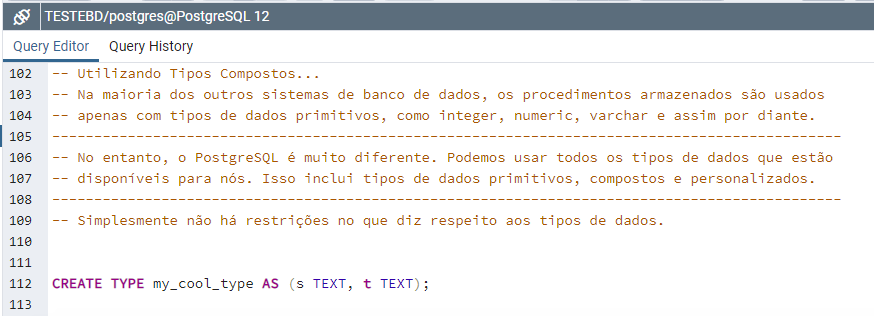 TESTEBD/postgres@PostgreSQL 12
Query Editor Query History
102 -- Utilizando Tipos Compostos...
103 -- Na maioria dos outros sistemas de banco de dados, os procedimentos armazenados são usados
104 -- apenas com tipos de dados primitivos, como integer, numeric, varchar e assim por diante.
105 --------------------------------------------------------------------------------------------------
106 -- No entanto, o PostgreSQL é muito diferente. Podemos usar todos os tipos de dados que estão
107 -- disponíveis para nós. Isso inclui tipos de dados primitivos, compostos e personalizados.
108 --------------------------------------------------------------------------------------------------
109 -- Simplesmente não há restrições no que diz respeito aos tipos de dados.
110
111
112 CREATE TYPE my_cool_type AS (s TEXT, t TEXT);
113